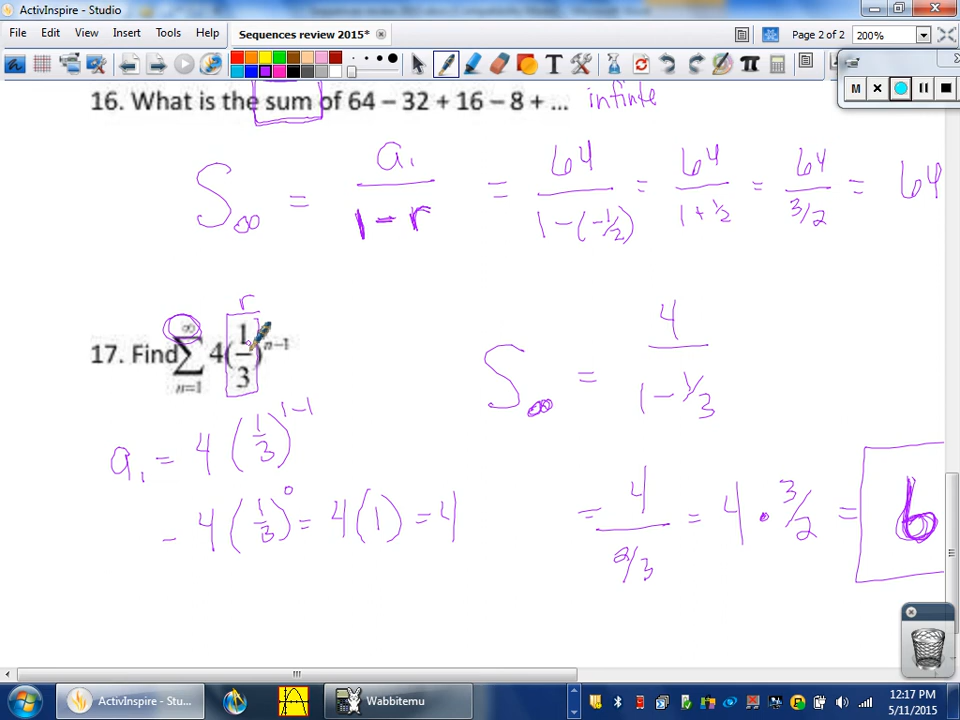 ActivInspire - Studio
File Edit View Insert Tools Help
Sequences review 2015*
Page 2 of 2 200%
M
16. What is the sum of 64 – 32 + 16 – 8 + ... infinite
S∞ = a₁/(1 - r) = 64/(1-(-½)) = 64/(1+½) = 64/(3/2) = 64
r
17. Find ∑ n=1 ∞ 4(1/3)^(n−1)
S∞ = 4/(1 - 1/3)
a₁ = 4(1/3)^(1-1)
= 4(1/3)^0 = 4(1) = 4
= 4/(2/3) = 4 · 3/2 = 6
ActivInspire - Stu...
Wabbitemu
12:17 PM
5/11/2015